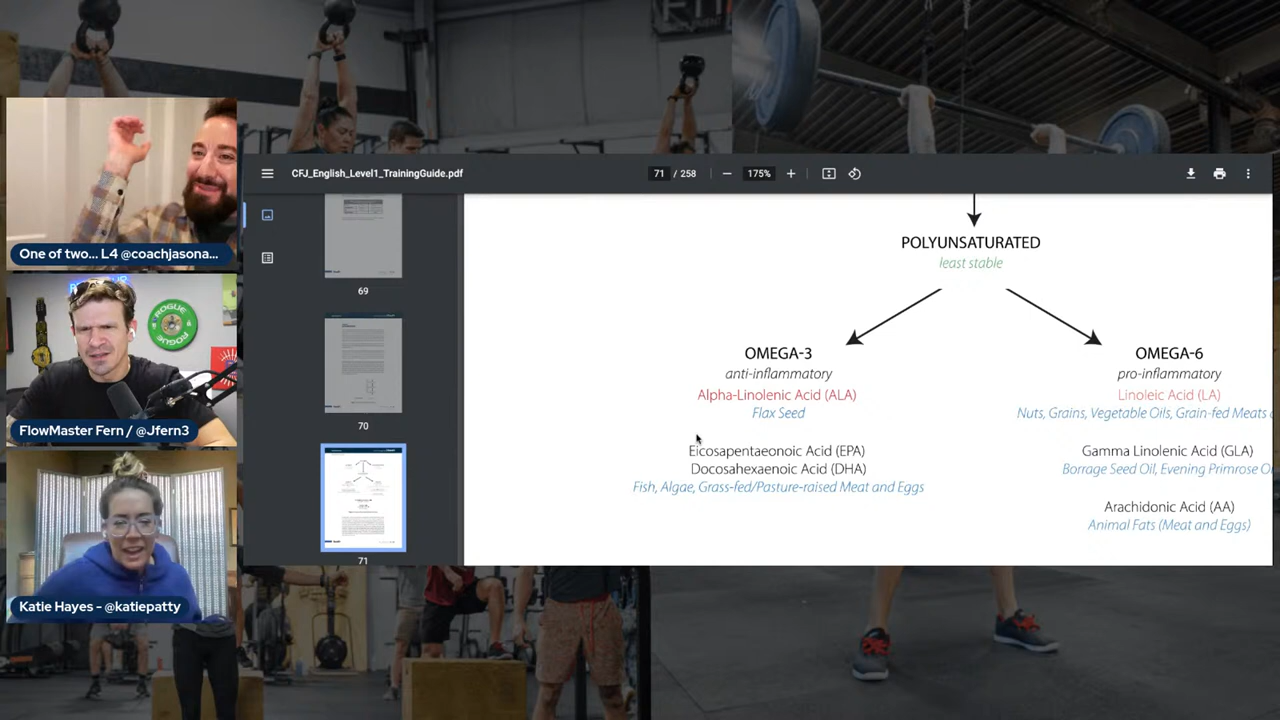 One of two... L4 @coachjasona...
ROGUE
ROGUE
FlowMaster Fern / @Jfern3
Katie Hayes - @katiepatty
CFJ_English_Level1_TrainingGuide.pdf
71 / 258
175%
69
70
71
POLYUNSATURATED
least stable
OMEGA-3
anti-inflammatory
Alpha-Linolenic Acid (ALA)
Flax Seed
Eicosapentaeonoic Acid (EPA)
Docosahexaenoic Acid (DHA)
Fish, Algae, Grass-fed/Pasture-raised Meat and Eggs
OMEGA-6
pro-inflammatory
Linoleic Acid (LA)
Nuts, Grains, Vegetable Oils, Grain-fed Meats
Gamma Linolenic Acid (GLA)
Borrage Seed Oil, Evening Primrose
Arachidonic Acid (AA)
Animal Fats (Meat and Eggs)